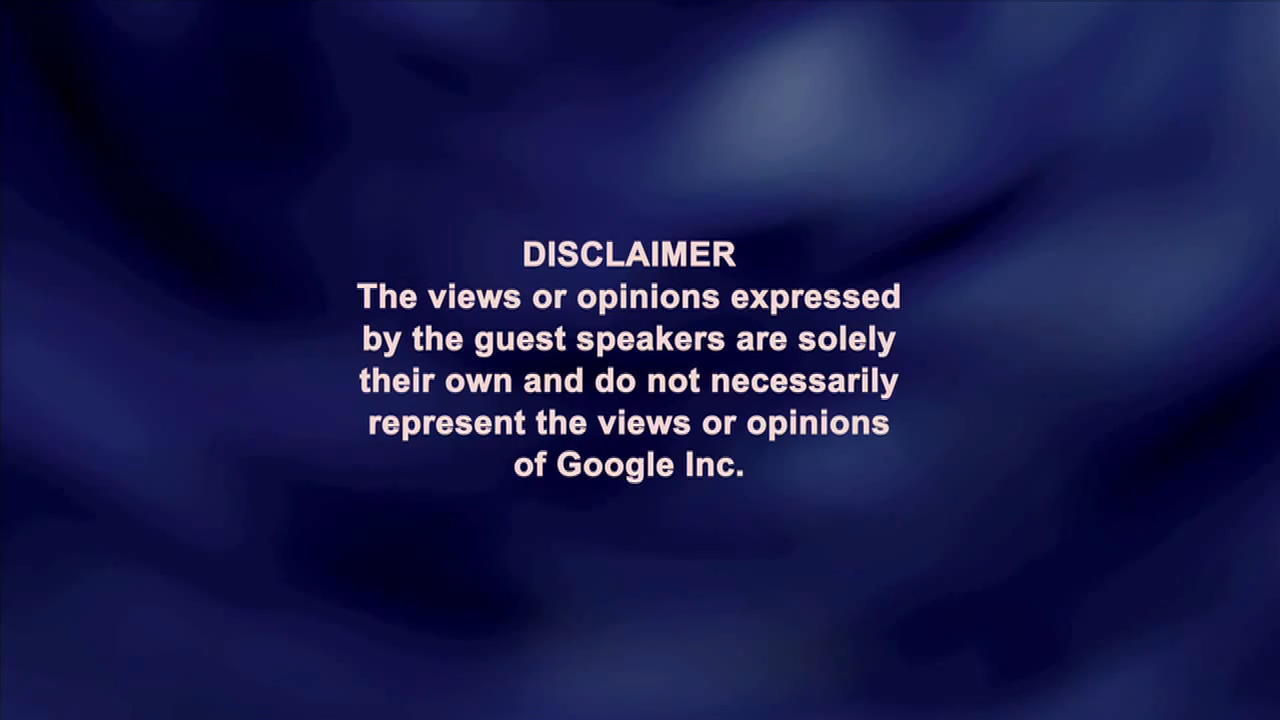 DISCLAIMER
The views or opinions expressed
by the guest speakers are solely
their own and do not necessarily
represent the views or opinions
of Google Inc.